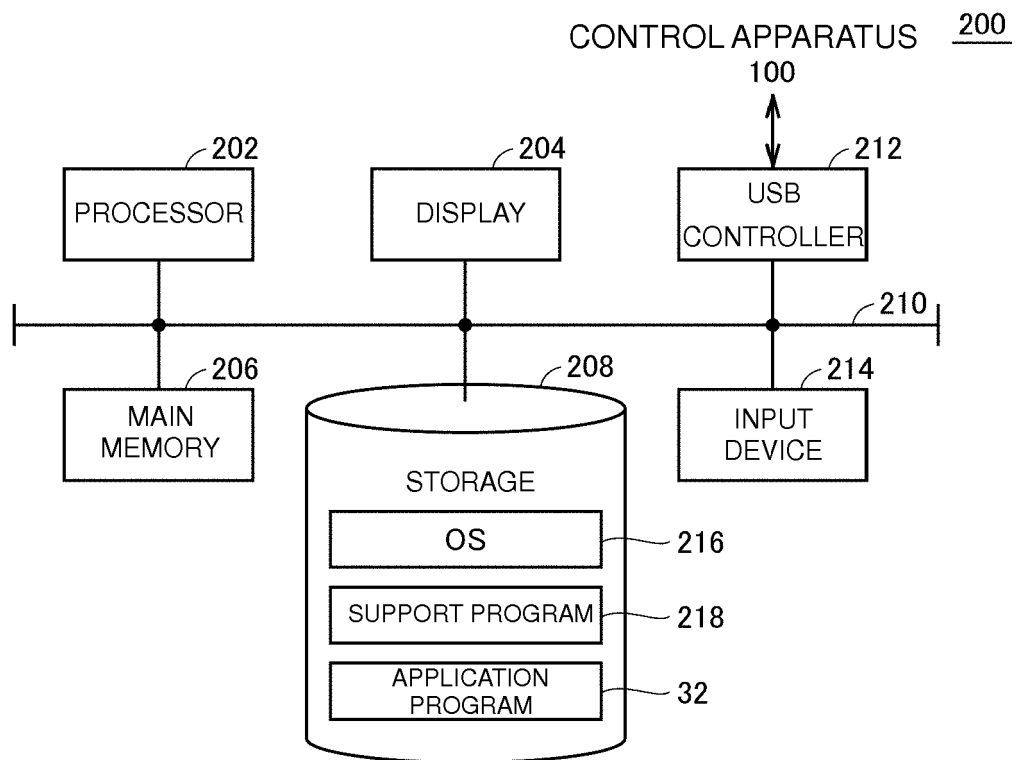 CONTROL APPARATUS 200
100
202
204
212
PROCESSOR
DISPLAY
USB
CONTROLLER
210
206
208
214
MAIN
MEMORY
INPUT
DEVICE
STORAGE
OS
216
SUPPORT PROGRAM
218
APPLICATION
PROGRAM
32